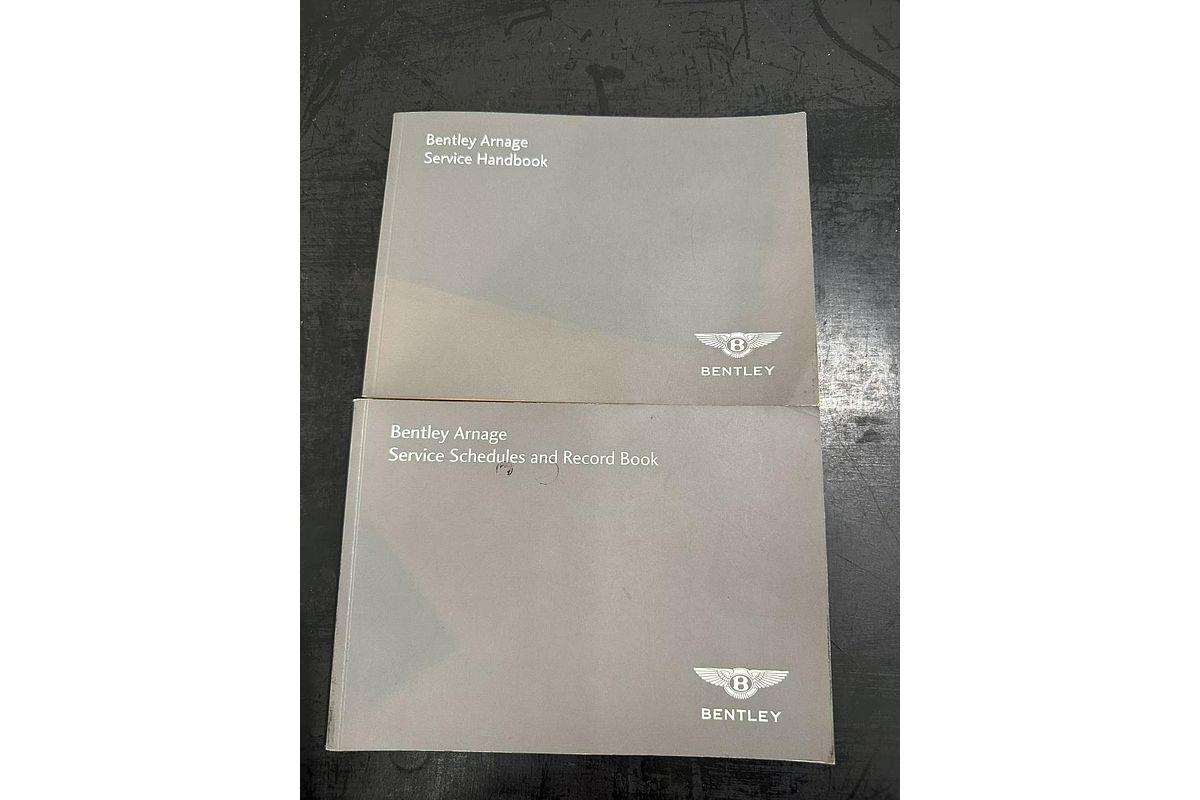 Bentley Arnage
Service Handbook
B
BENTLEY
Bentley Arnage
Service Schedules and Record Book
B
BENTLEY